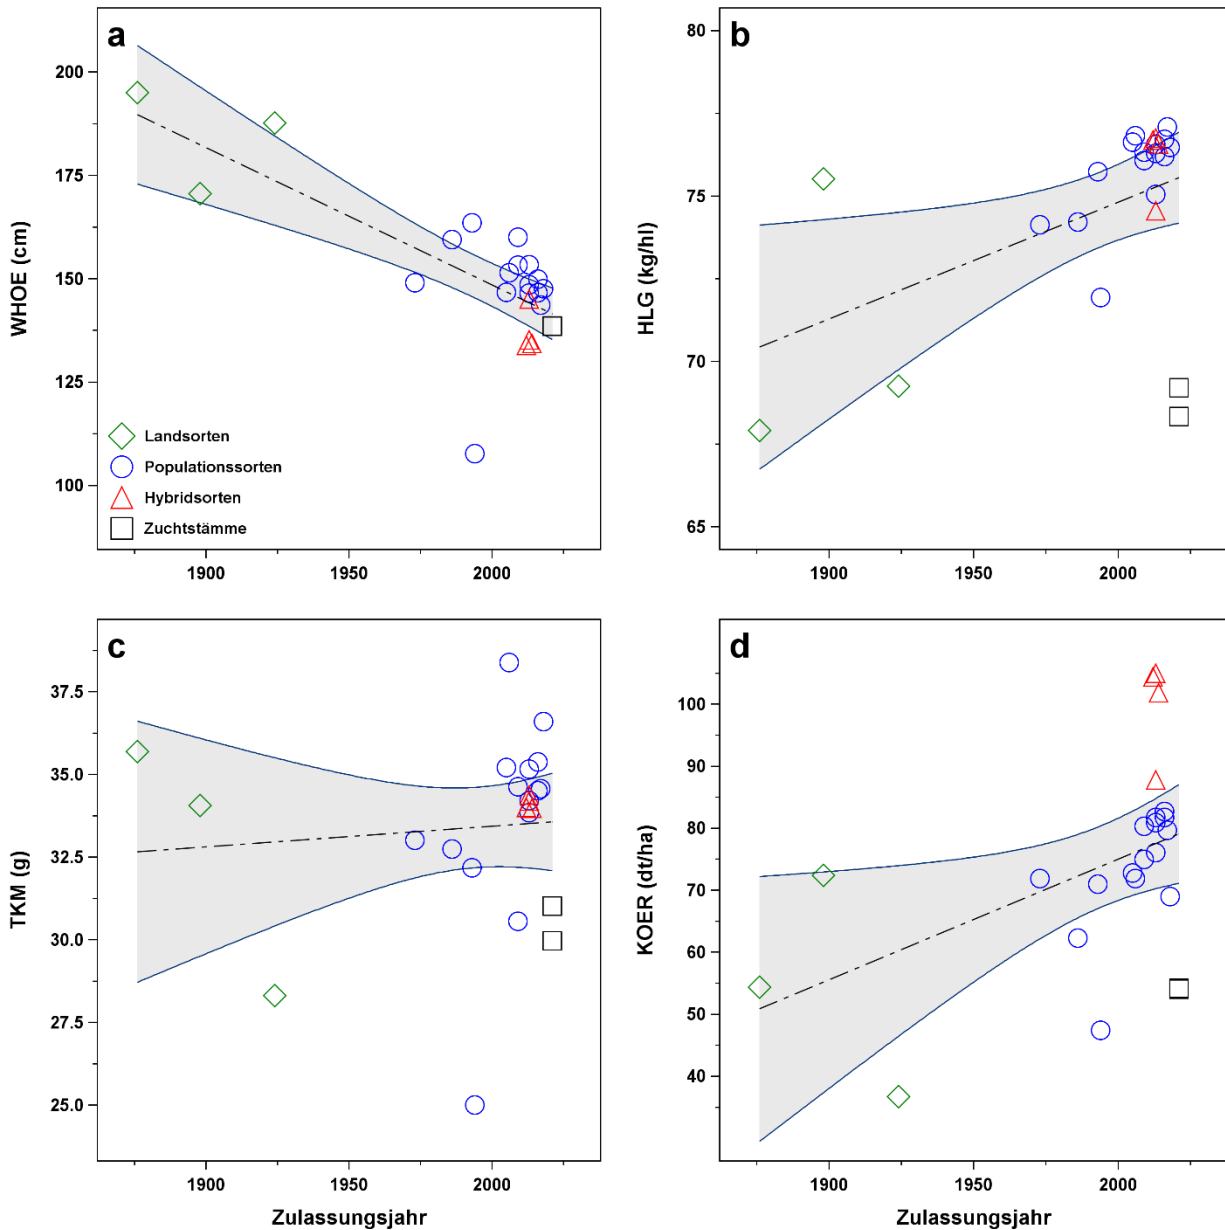 a
WHOE (cm)
200
175
150
125
100
Landsorten
Populationssorten
Hybridsorten
Zuchtstämme
1900
1950
2000
b
HLG (kg/hl)
80
75
70
65
1900
1950
2000
c
TKM (g)
37.5
35.0
32.5
30.0
27.5
25.0
1900
1950
2000
Zulassungsjahr
d
KOER (dt/ha)
100
90
80
70
60
50
40
1900
1950
2000
Zulassungsjahr